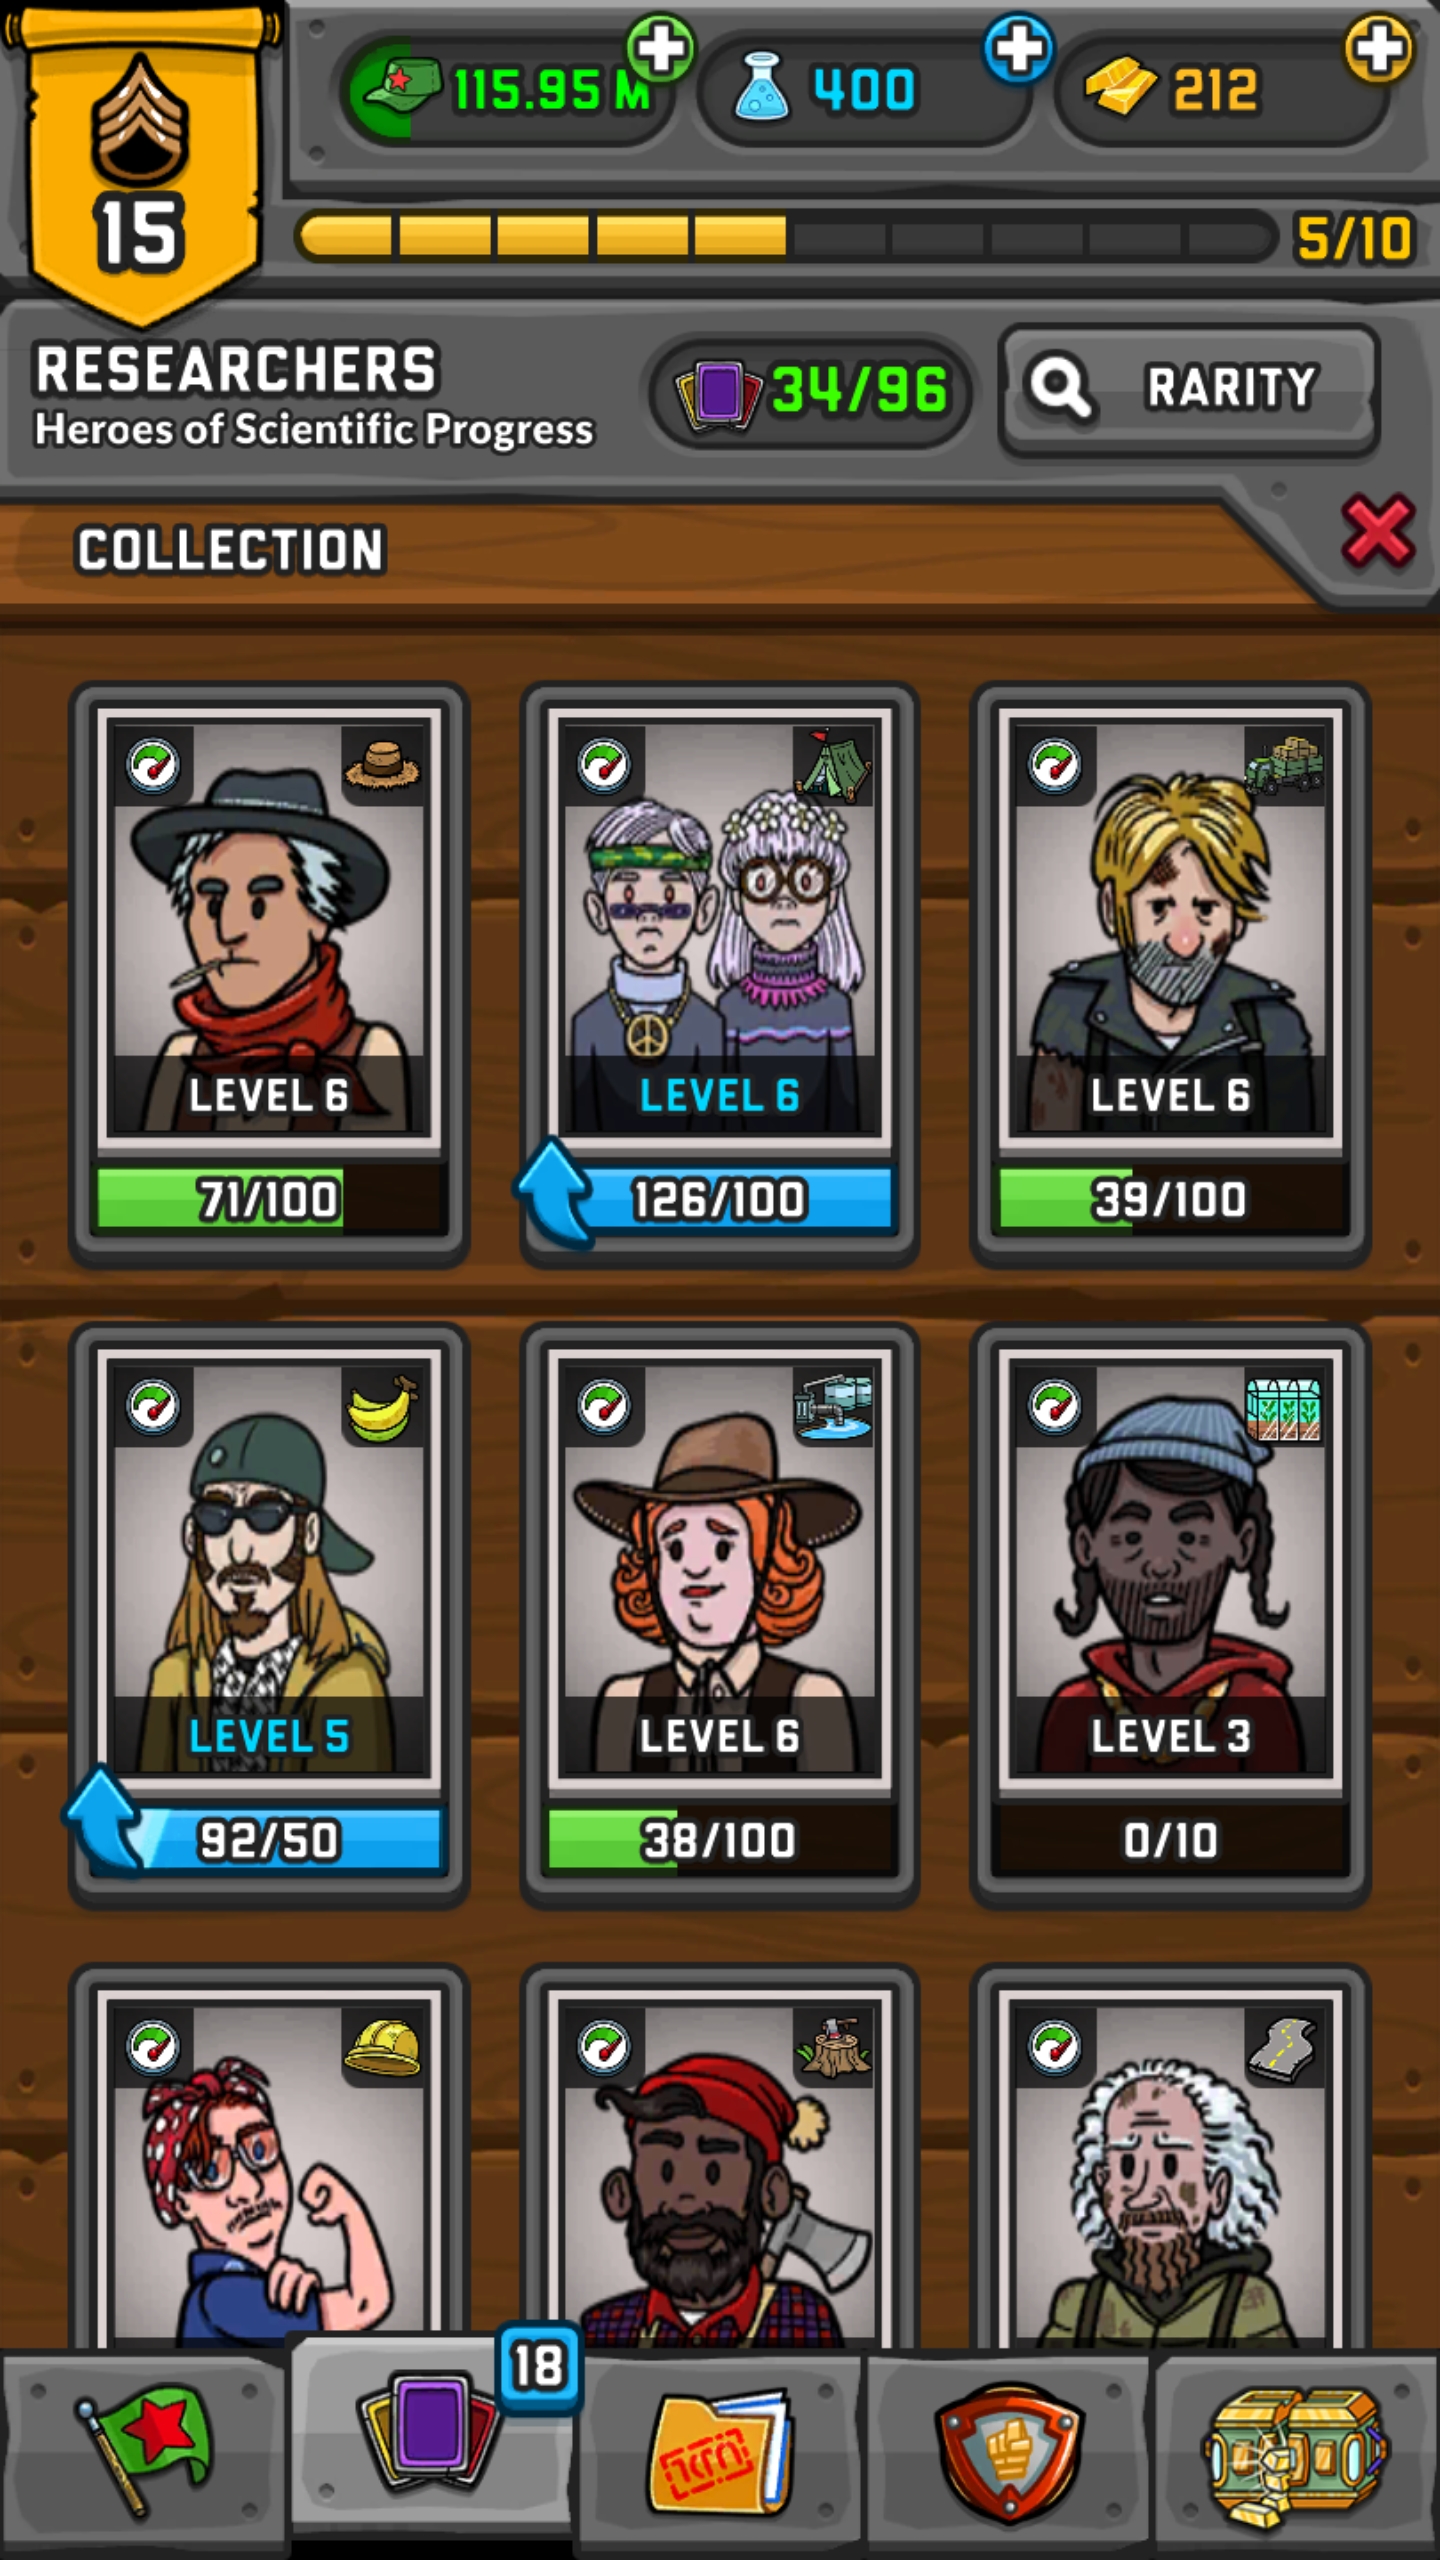 115.95 M
400
212
15
5/10
RESEARCHERS
Heroes of Scientific Progress
34/96
RARITY
COLLECTION
LEVEL 6
LEVEL 6
LEVEL 6
71/100
126/100
39/100
LEVEL 5
LEVEL 6
LEVEL 3
92/50
38/100
0/10
18